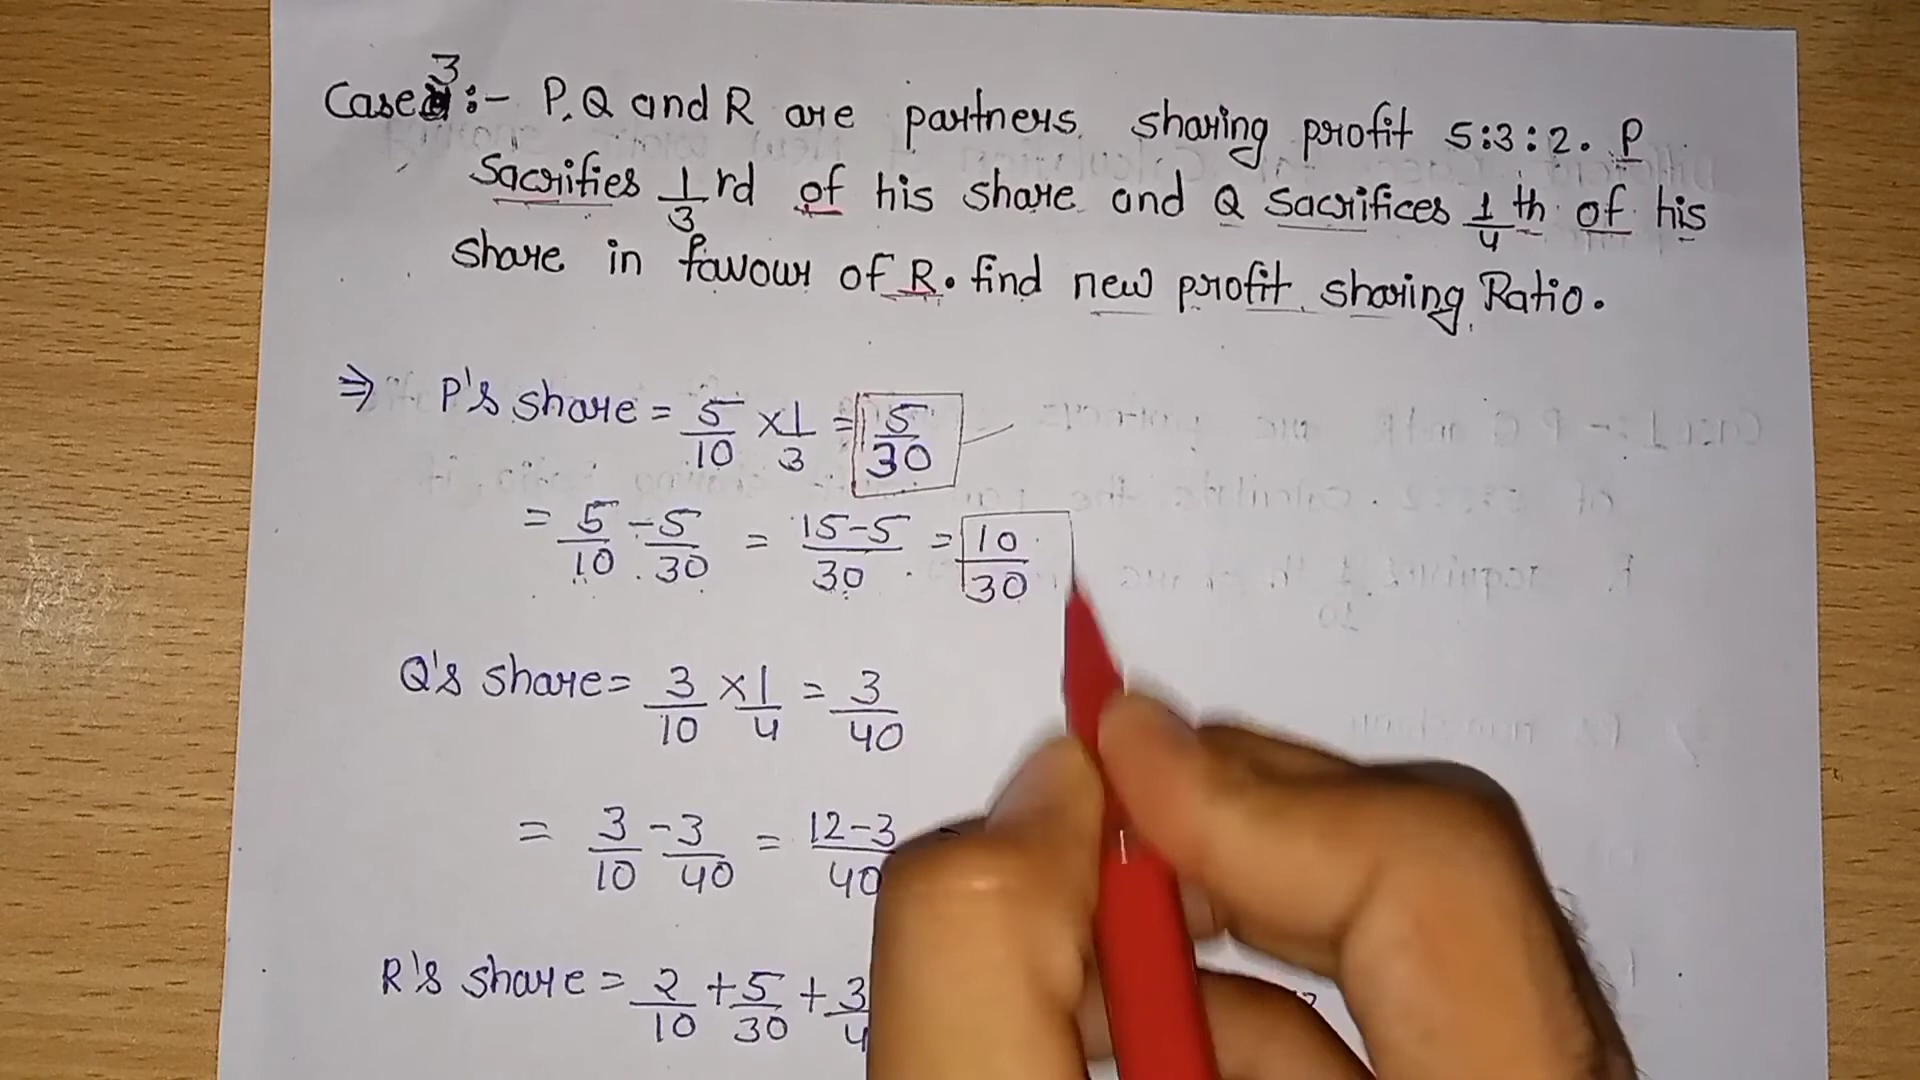 Case 3 :- P, Q and R are partners sharing profit 5:3:2. P
Sacrifies 1/3 rd of his share and Q Sacrifices 1/4 th of his
share in favour of R. find new profit sharing Ratio.
⇒ P's share = 5/10 × 1/3 = 5/30
= 5/10 - 5/30 = 15-5/30 = 10/30
Q's share = 3/10 × 1/4 = 3/40
= 3/10 - 3/40 = 12-3/40
R's share = 2/10 + 5/30 + 3/4